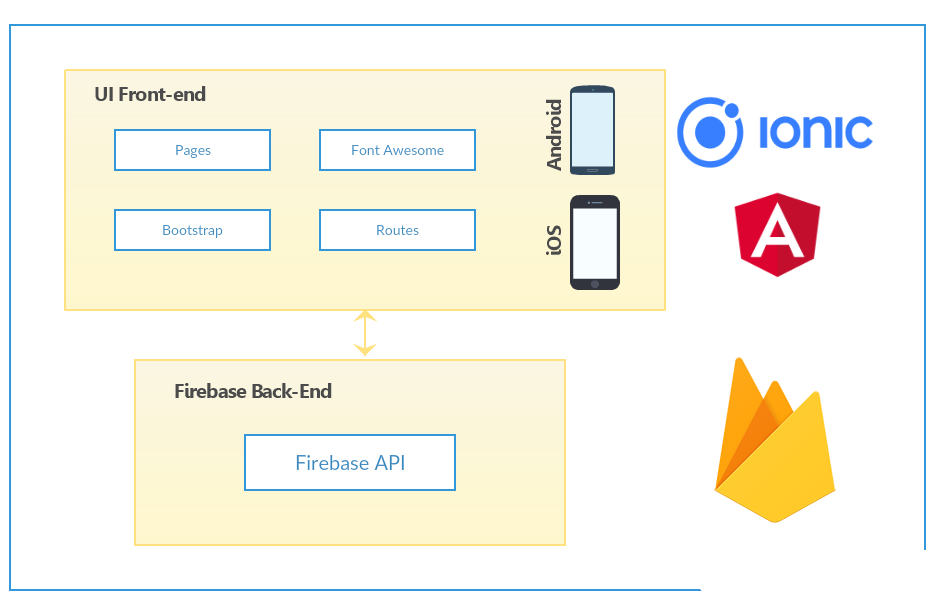 UI Front-end
Pages
Font Awesome
Bootstrap
Routes
Android
iOS
IONIC
A
Firebase Back-End
Firebase API